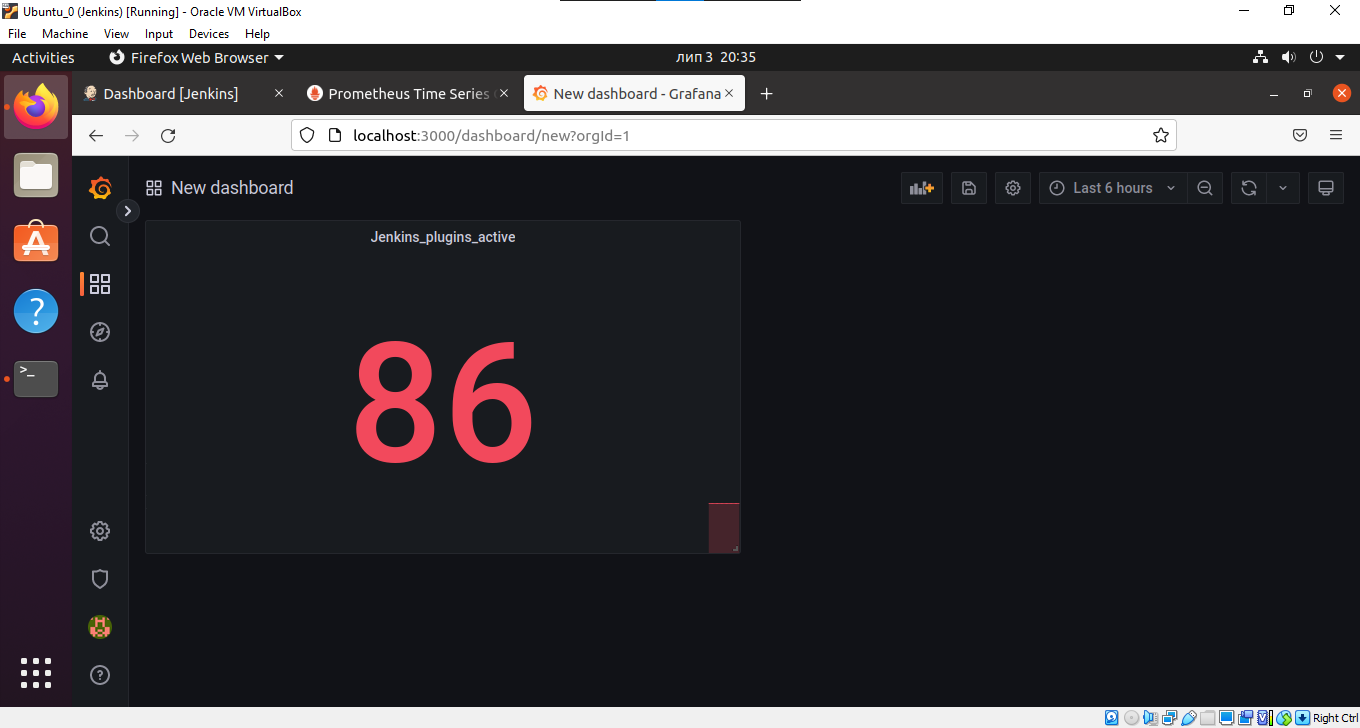 Ubuntu_0 (Jenkins) [Running] - Oracle VM VirtualBox
File Machine View Input Devices Help
Activities Firefox Web Browser лип 3 20:35
Dashboard [Jenkins] Prometheus Time Series New dashboard - Grafana
localhost:3000/dashboard/new?orgId=1
New dashboard Last 6 hours
Jenkins_plugins_active
86
Right Ctrl